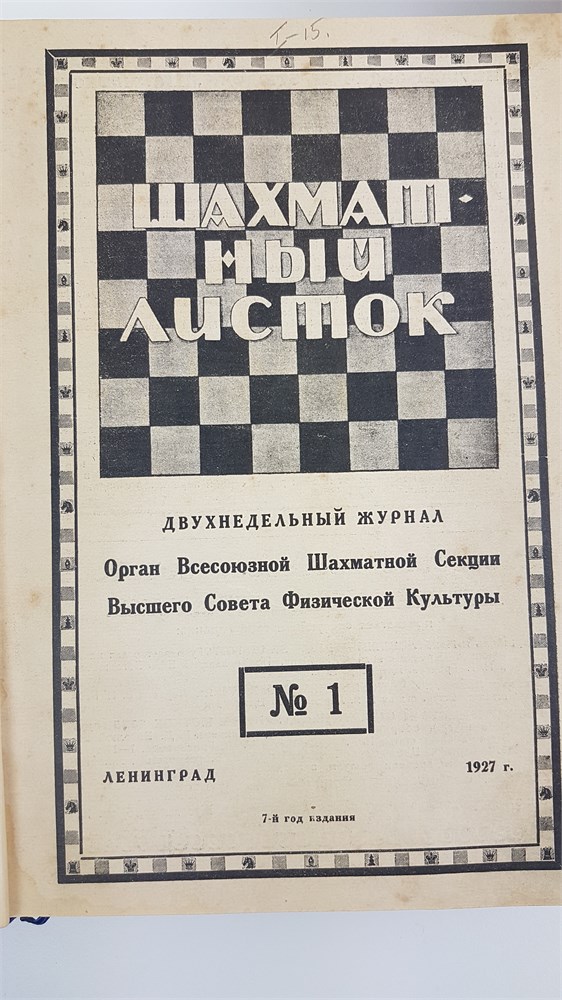 I-15.
ШАХМАТ-
НЫЙ
ЛИСТОК
ДВУХНЕДЕЛЬНЫЙ ЖУРНАЛ
Орган Всесоюзной Шахматной Секции
Высшего Совета Физической Культуры
№ 1
ЛЕНИНГРАД 1927 г.
7-й год издания